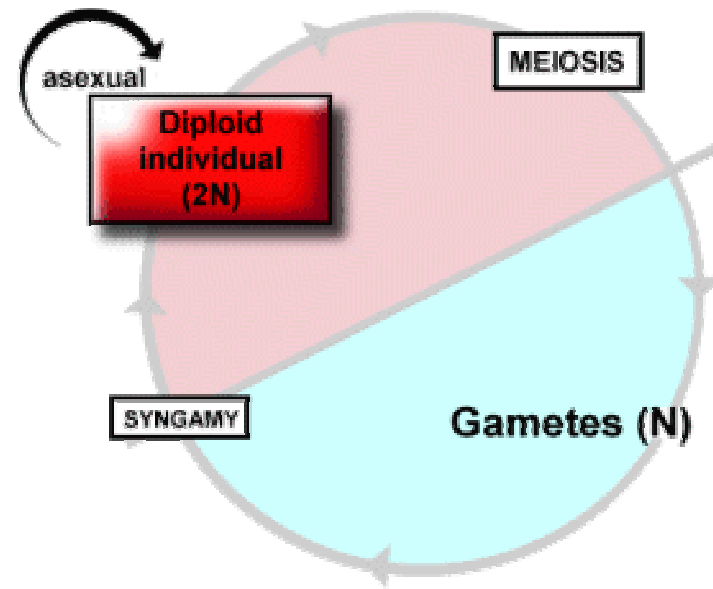 MEIOSIS
asexual
Diploid
individual
(2N)
SYNGAMY
Gametes (N)